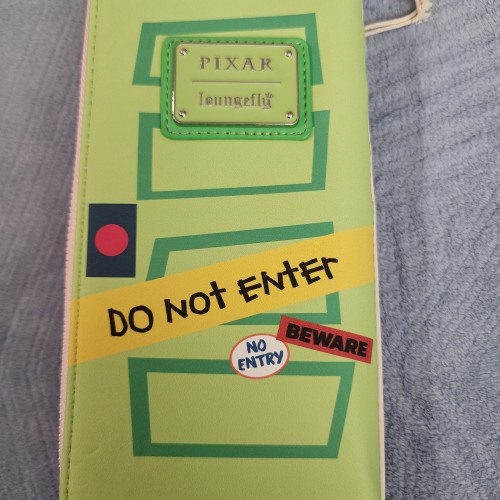 PIXAR
loungefly
DO NOT ENTER
BEWARE
NO
ENTRY